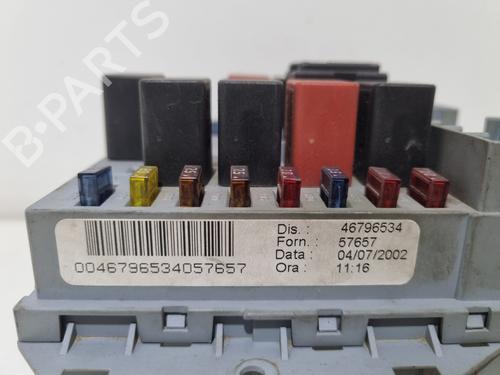 B-PARTS
Dis. : 46796534
Forn. : 57657
Data : 04/07/2002
Ora : 11:16
0046796534057657